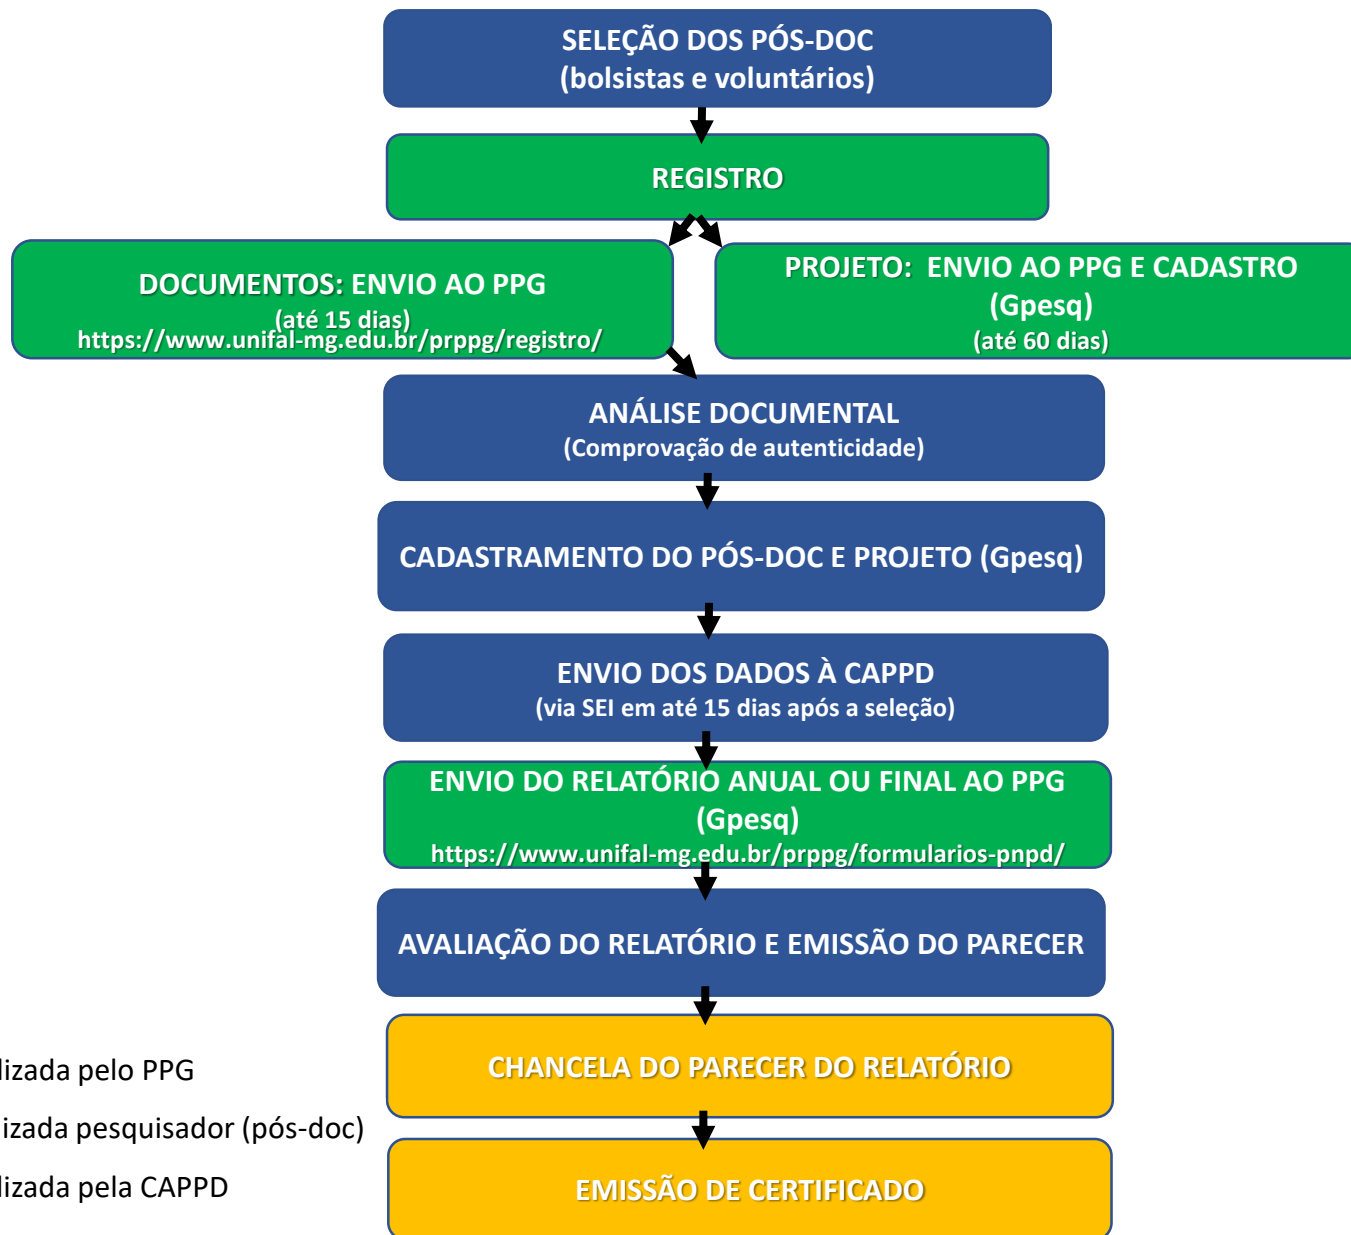 SELEÇÃO DOS PÓS-DOC
(bolsistas e voluntários)
REGISTRO
DOCUMENTOS: ENVIO AO PPG
(até 15 dias)
https://www.unifal-mg.edu.br/prppg/registro/
PROJETO: ENVIO AO PPG E CADASTRO
(Gpesq)
(até 60 dias)
ANÁLISE DOCUMENTAL
(Comprovação de autenticidade)
CADASTRAMENTO DO PÓS-DOC E PROJETO (Gpesq)
ENVIO DOS DADOS À CAPPD
(via SEI em até 15 dias após a seleção)
ENVIO DO RELATÓRIO ANUAL OU FINAL AO PPG
(Gpesq)
https://www.unifal-mg.edu.br/prppg/formularios-pnpd/
AVALIAÇÃO DO RELATÓRIO E EMISSÃO DO PARECER
CHANCELA DO PARECER DO RELATÓRIO
EMISSÃO DE CERTIFICADO
lizada pelo PPG
lizada pesquisador (pós-doc)
lizada pela CAPPD